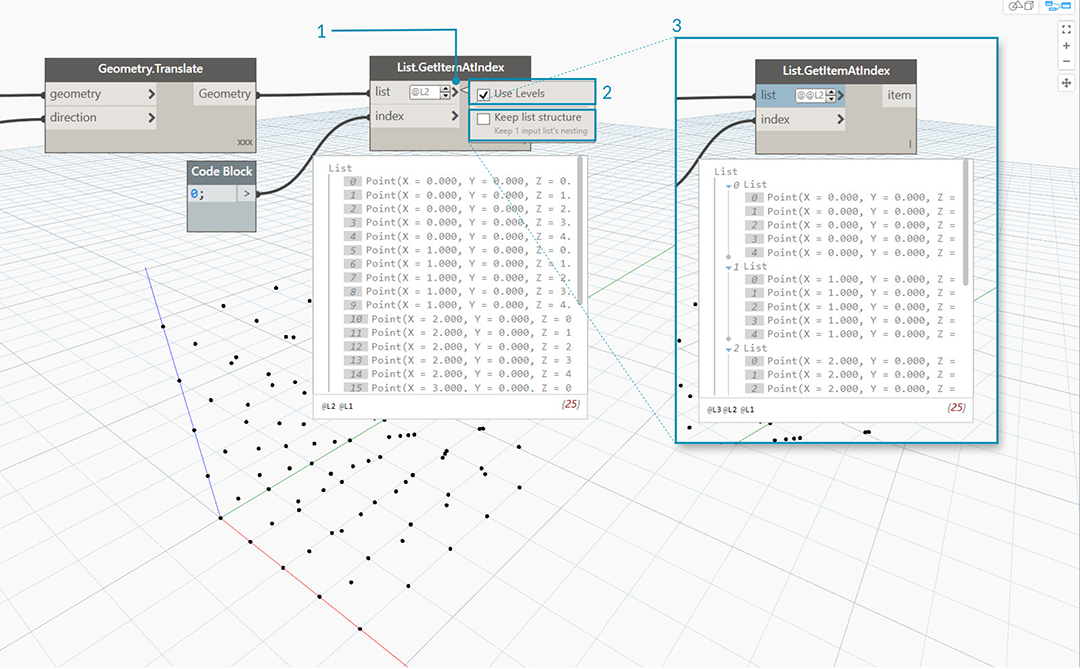 1
3
Geometry.Translate
geometry
Geometry
direction
xxx
List.GetItemAtIndex
list @L2
index
Use Levels
2
Keep list structure
Keep 1 input list's nesting
Code Block
0;
>
List
0 Point(X = 0.000, Y = 0.000, Z = 0.
1 Point(X = 0.000, Y = 0.000, Z = 1.
2 Point(X = 0.000, Y = 0.000, Z = 2.
3 Point(X = 0.000, Y = 0.000, Z = 3.
4 Point(X = 0.000, Y = 0.000, Z = 4.
5 Point(X = 1.000, Y = 0.000, Z = 0.
6 Point(X = 1.000, Y = 0.000, Z = 1.
7 Point(X = 1.000, Y = 0.000, Z = 2.
8 Point(X = 1.000, Y = 0.000, Z = 3.
9 Point(X = 1.000, Y = 0.000, Z = 4.
10 Point(X = 2.000, Y = 0.000, Z = 0
11 Point(X = 2.000, Y = 0.000, Z = 1
12 Point(X = 2.000, Y = 0.000, Z = 2
13 Point(X = 2.000, Y = 0.000, Z = 3
14 Point(X = 2.000, Y = 0.000, Z = 4
15 Point(X = 3.000, Y = 0.000, Z = 0
@L2 @L1
{25}
List.GetItemAtIndex
list @@L2
item
index
l
List
0 List
0 Point(X = 0.000, Y = 0.000, Z =
1 Point(X = 0.000, Y = 0.000, Z =
2 Point(X = 0.000, Y = 0.000, Z =
3 Point(X = 0.000, Y = 0.000, Z =
4 Point(X = 0.000, Y = 0.000, Z =
1 List
0 Point(X = 1.000, Y = 0.000, Z =
1 Point(X = 1.000, Y = 0.000, Z =
2 Point(X = 1.000, Y = 0.000, Z =
3 Point(X = 1.000, Y = 0.000, Z =
4 Point(X = 1.000, Y = 0.000, Z =
2 List
0 Point(X = 2.000, Y = 0.000, Z =
1 Point(X = 2.000, Y = 0.000, Z =
2 Point(X = 2.000, Y = 0.000, Z =
@L3 @L2 @L1
{25}